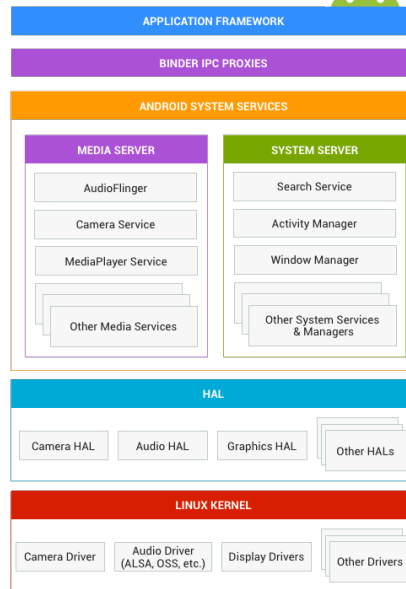 APPLICATION FRAMEWORK
BINDER IPC PROXIES
ANDROID SYSTEM SERVICES
MEDIA SERVER
AudioFlinger
Camera Service
MediaPlayer Service
Other Media Services
SYSTEM SERVER
Search Service
Activity Manager
Window Manager
Other System Services
& Managers
HAL
Camera HAL
Audio HAL
Graphics HAL
Other HALs
LINUX KERNEL
Camera Driver
Audio Driver
(ALSA, OSS, etc.)
Display Drivers
Other Drivers